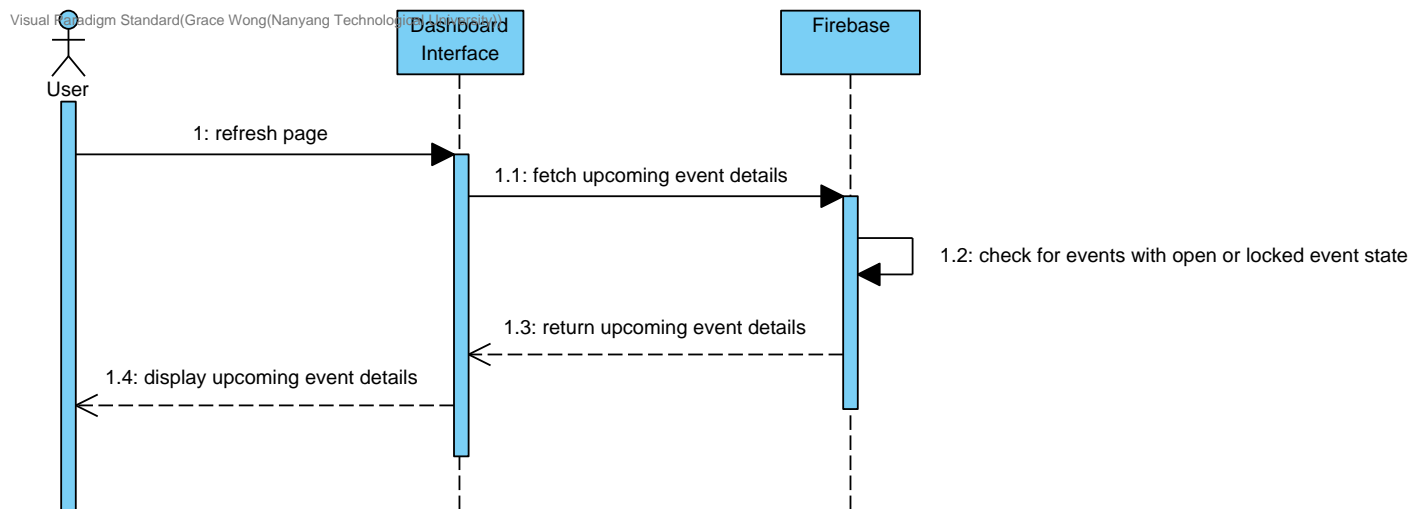 Visual Paradigm Standard(Grace Wong(Nanyang Technological University))
User
Dashboard
Interface
Firebase
1: refresh page
1.1: fetch upcoming event details
1.2: check for events with open or locked event state
1.3: return upcoming event details
1.4: display upcoming event details